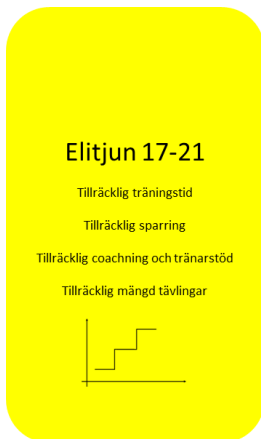 Elitjun 17-21
Tillräcklig träningstid
Tillräcklig sparring
Tillräcklig coachning och tränarstöd
Tillräcklig mängd tävlingar